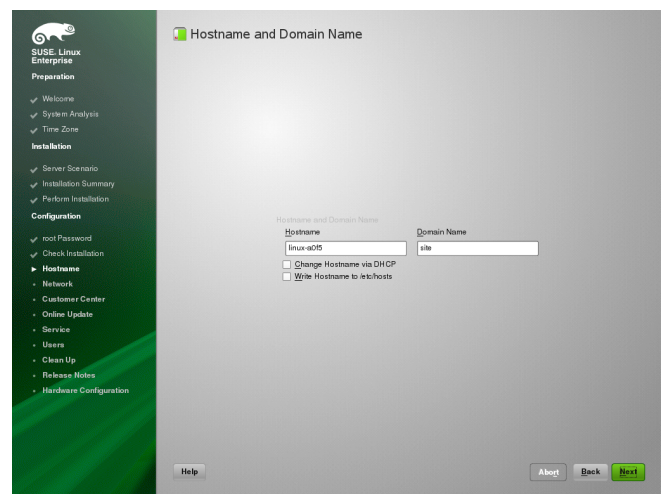 SUSE. Linux
Enterprise
Preparation
Welcome
System Analysis
Time Zone
Installation
Server Scenario
Installation Summary
Perform Installation
Configuration
root Password
Check Installation
Hostname
Network
Customer Center
Online Update
Service
Users
Clean Up
Release Notes
Hardware Configuration
Hostname and Domain Name
Hostname and Domain Name
Hostname Domain Name
linux-a0f5 site
Change Hostname via DHCP
Write Hostname to /etc/hosts
Help Abort Back Next